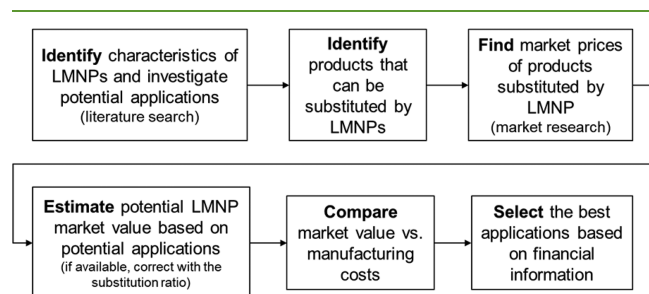 Identify characteristics of
LMNPs and investigate
potential applications
(literature search)
Identify
products that
can be
substituted by
LMNPs
Find market prices
of products
substituted by
LMNP
(market research)
Estimate potential LMNP
market value based on
potential applications
(if available, correct with the
substitution ratio)
Compare
market value vs.
manufacturing
costs
Select the best
applications based
on financial
information